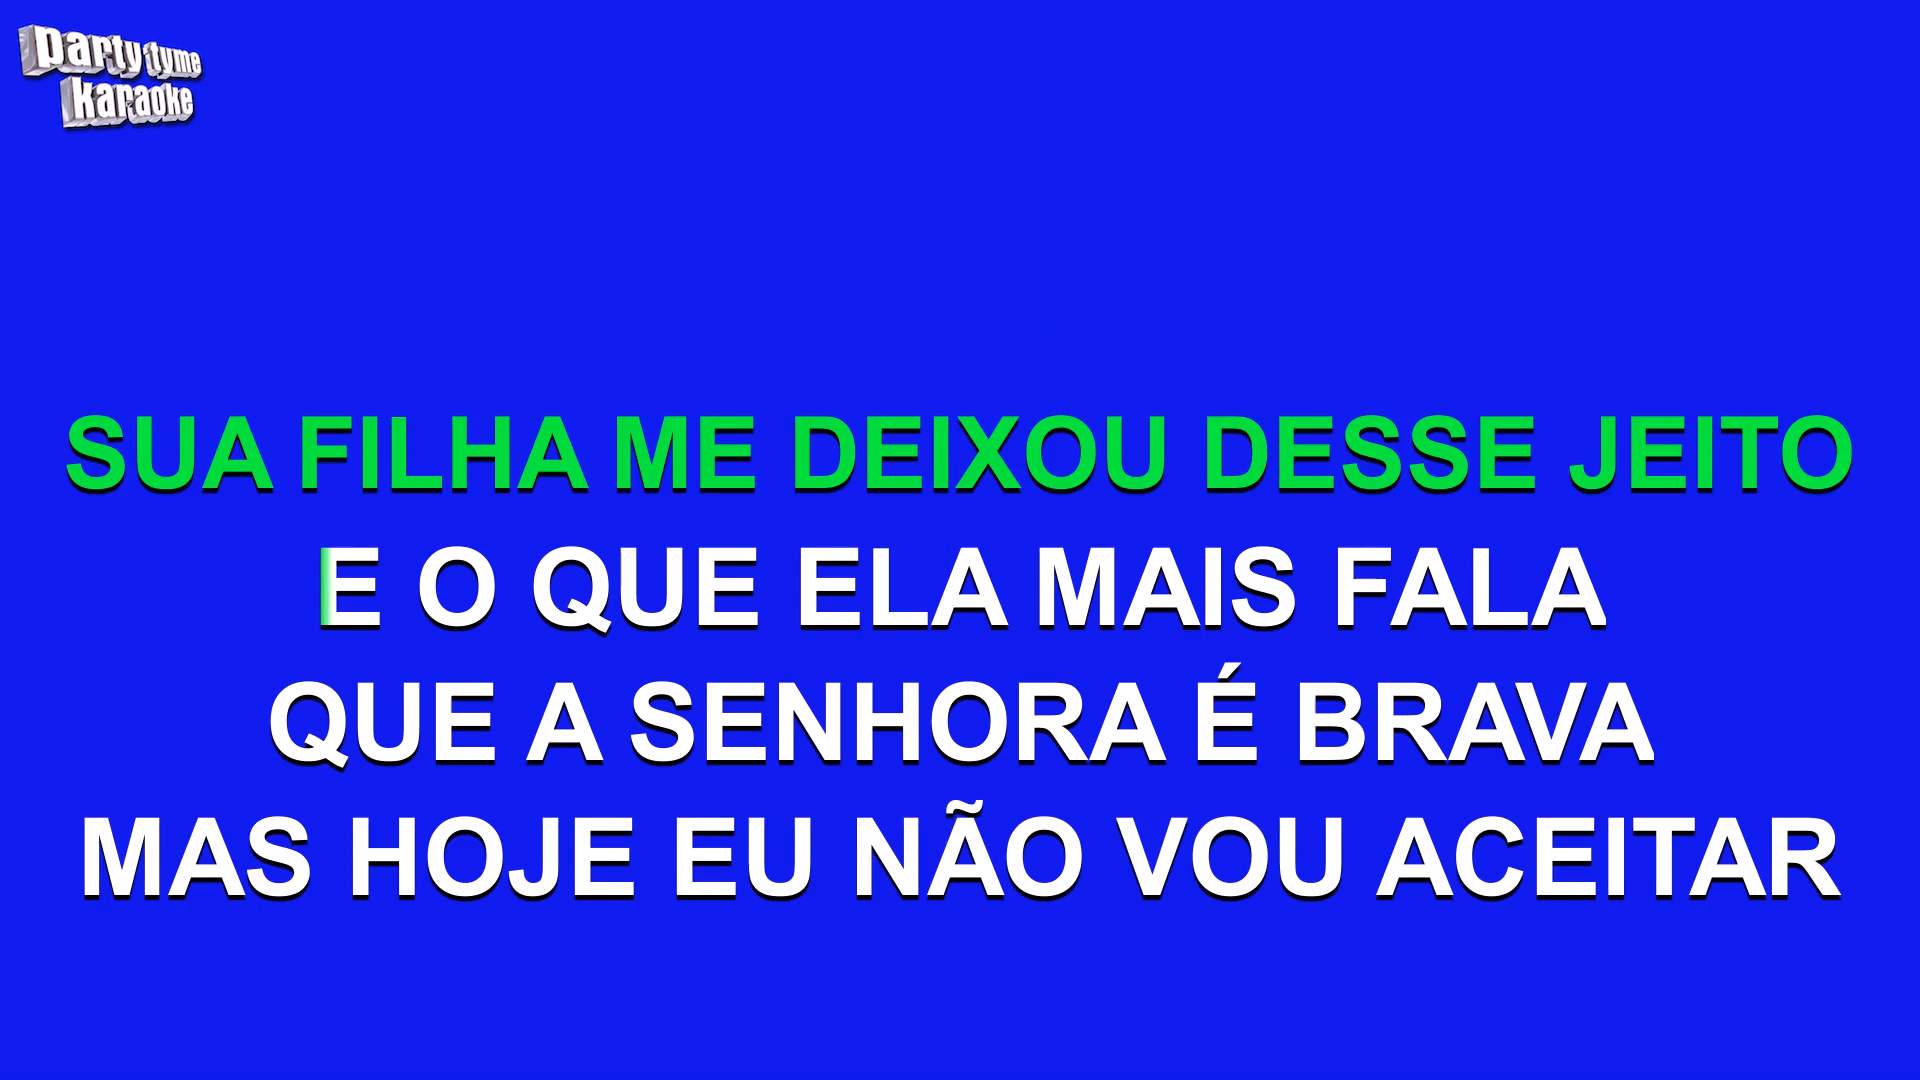 party tyme
karaoke
SUA FILHA ME DEIXOU DESSE JEITO
E O QUE ELA MAIS FALA
QUE A SENHORA É BRAVA
MAS HOJE EU NÃO VOU ACEITAR